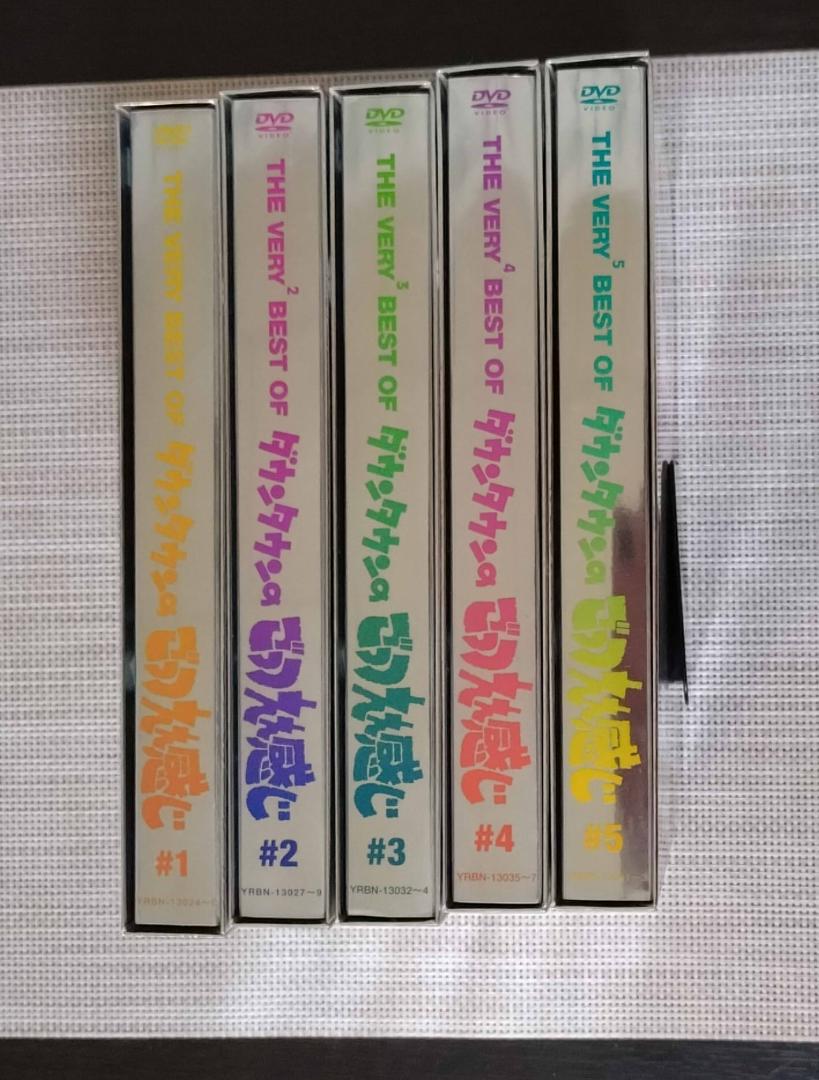 THE VERY BEST OF ダウンタウンの ごっつええ感じ
#1
DVD
VIDEO
THE VERY² BEST OF ダウンタウンの ごっつええ感じ
#2
YRBN-13027〜9
DVD
VIDEO
THE VERY³ BEST OF ダウンタウンの ごっつええ感じ
#3
YRBN-13032〜4
DVD
VIDEO
THE VERY⁴ BEST OF ダウンタウンの ごっつええ感じ
#4
YRBN-13035〜7
DVD
VIDEO
THE VERY⁵ BEST OF ダウンタウンの ごっつええ感じ
#5